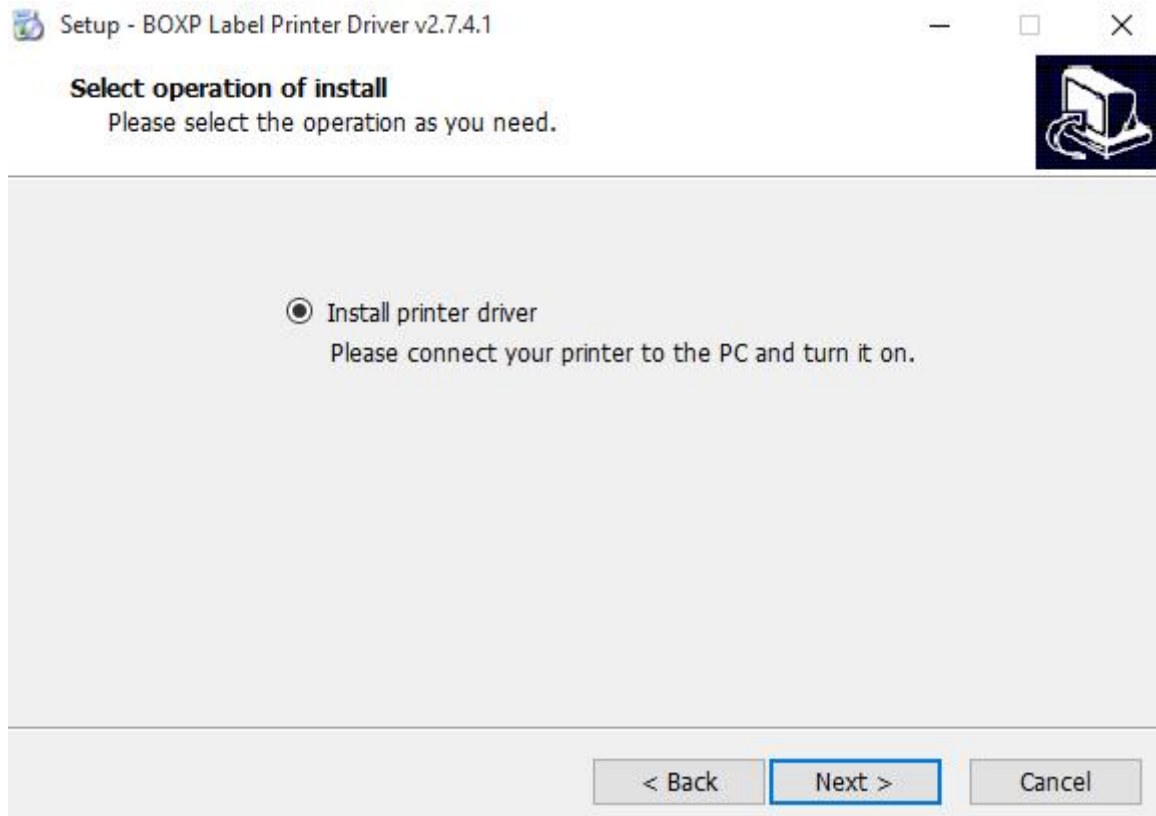 Setup - BOXP Label Printer Driver v2.7.4.1
Select operation of install
Please select the operation as you need.
Install printer driver
Please connect your printer to the PC and turn it on.
< Back Next > Cancel